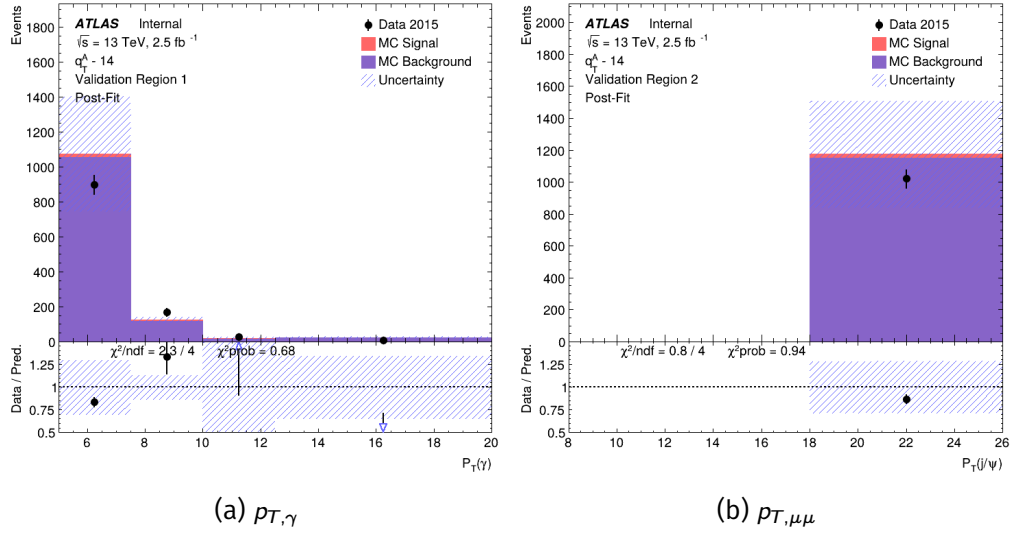 Events
1800
1600
1400
1200
1000
800
600
400
200
0
ATLAS Internal
√s = 13 TeV, 2.5 fb⁻¹
q_T^A - 14
Validation Region 1
Post-Fit
Data 2015
MC Signal
MC Background
Uncertainty
χ²/ndf = 2.3 / 4 χ²prob = 0.68
Data / Pred.
1.25
1
0.75
0.5
6 8 10 12 14 16 18 20
P_T(γ)
(a) p_T,γ
Events
2000
1800
1600
1400
1200
1000
800
600
400
200
0
ATLAS Internal
√s = 13 TeV, 2.5 fb⁻¹
q_T^A - 14
Validation Region 2
Post-Fit
Data 2015
MC Signal
MC Background
Uncertainty
χ²/ndf = 0.8 / 4 χ²prob = 0.94
Data / Pred.
1.25
1
0.75
0.5
8 10 12 14 16 18 20 22 24 26
P_T(j/ψ)
(b) p_T,μμ